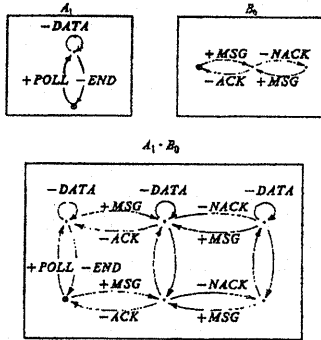 A₁ B₀
-DATA
+MSG -NACK
+POLL -END
-ACK +MSG
A₁ · B₀
-DATA -DATA -DATA
+MSG -NACK
-ACK +MSG
+POLL -END
+MSG -NACK
-ACK +MSG